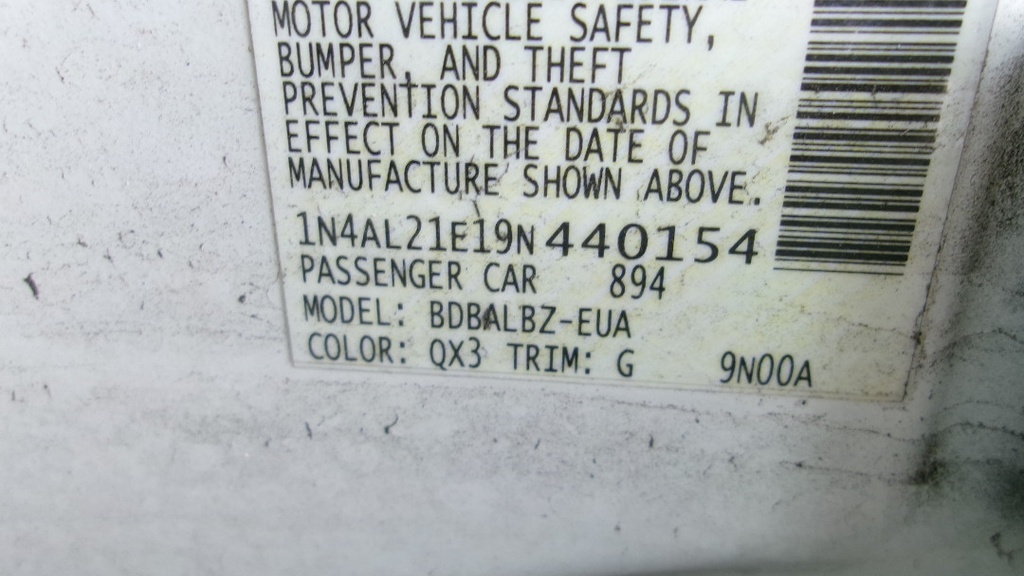 MOTOR VEHICLE SAFETY,
BUMPER, AND THEFT
PREVENTION STANDARDS IN
EFFECT ON THE DATE OF
MANUFACTURE SHOWN ABOVE.
1N4AL21E19N440154
PASSENGER CAR 894
MODEL: BDBALBZ-EUA
COLOR: QX3 TRIM: G 9N00A